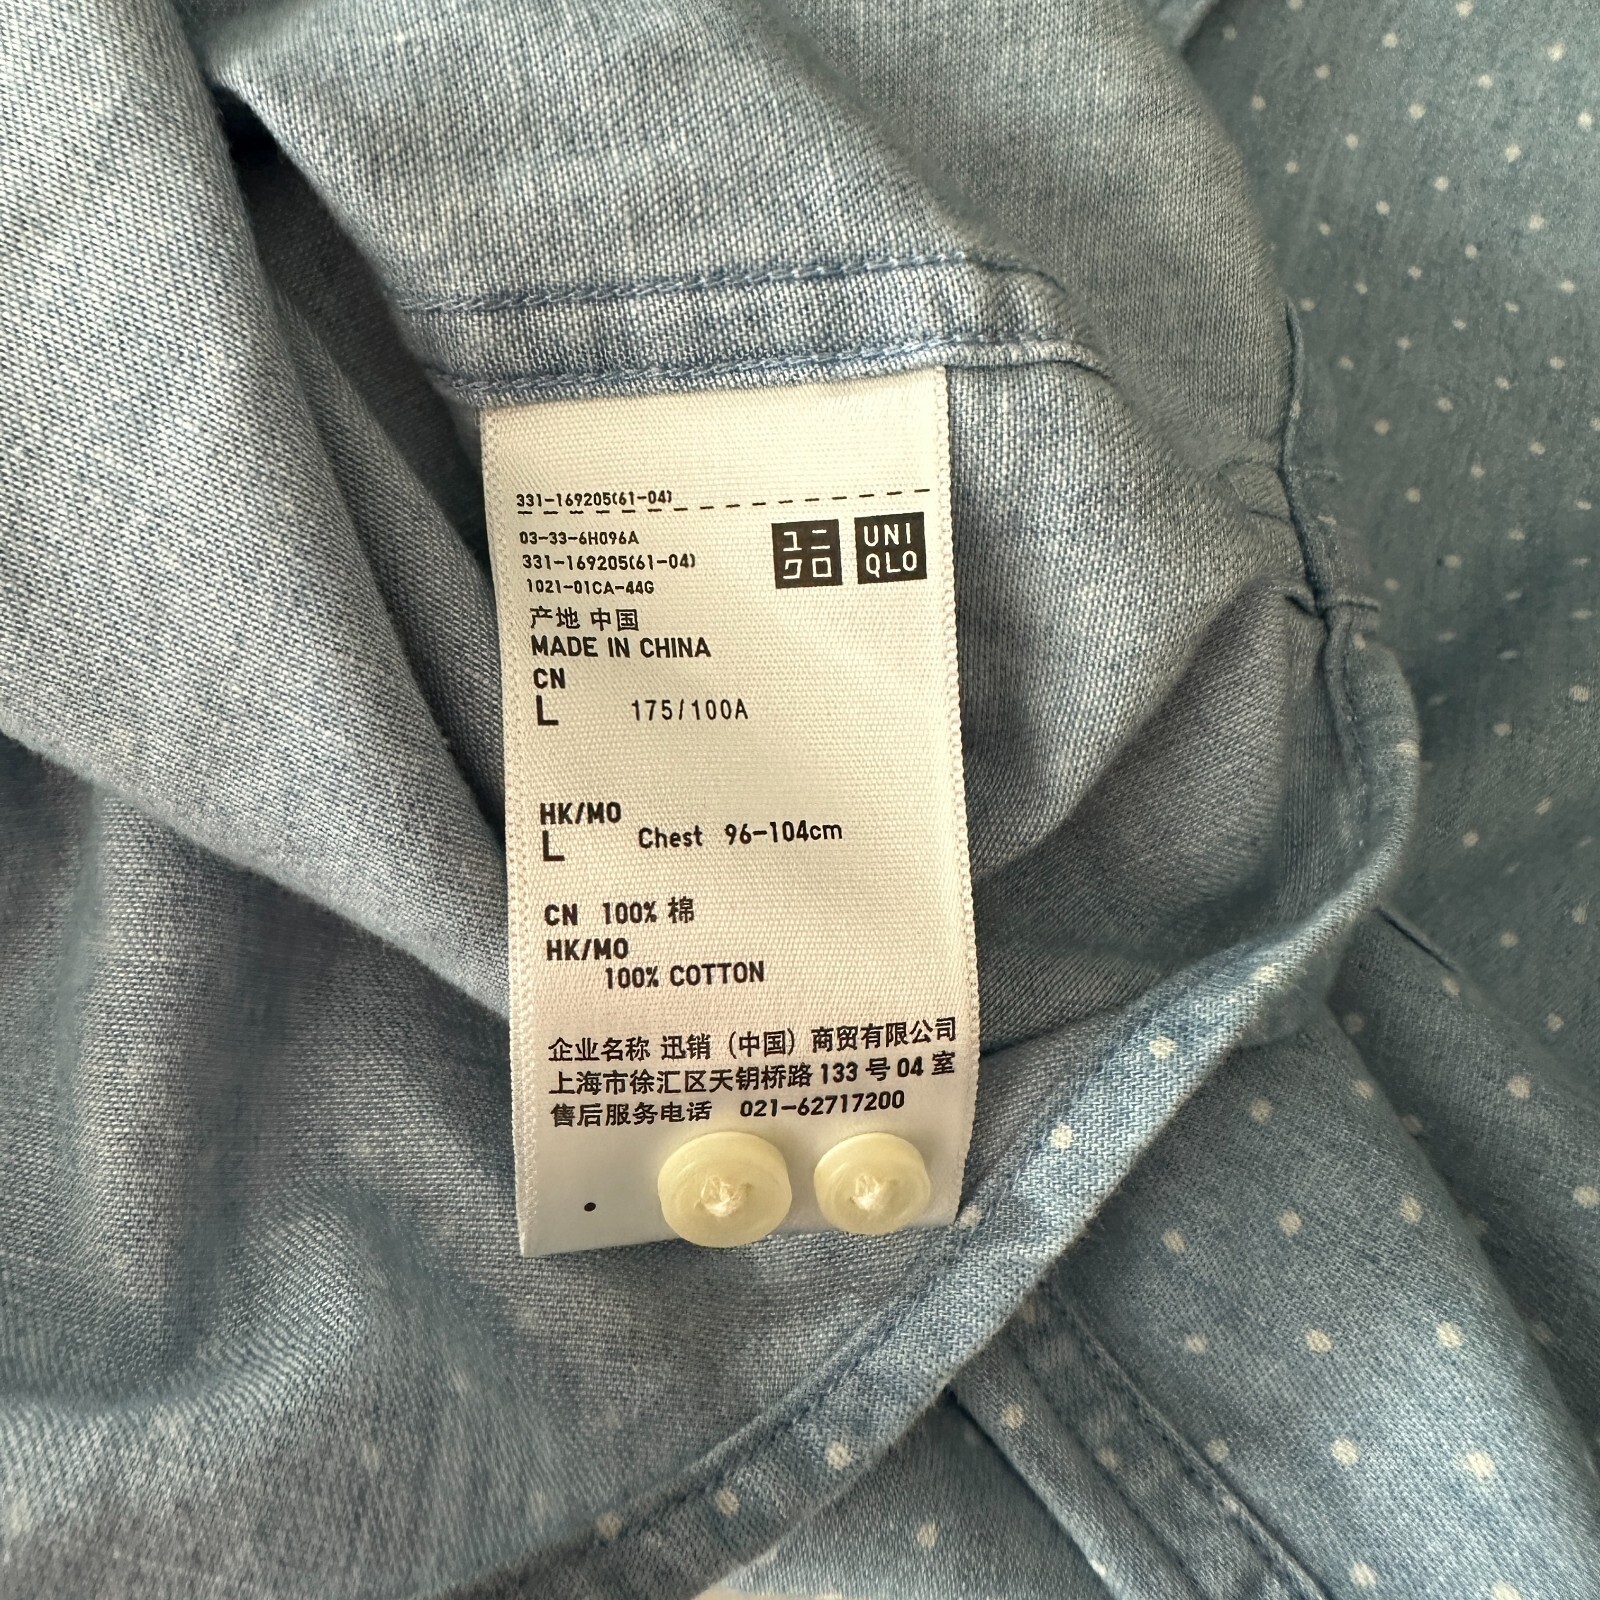 331-169205(61-04)
03-33-6H096A
331-169205(61-04)
1021-01CA-44G
ユニ
クロ
UNI
QLO
产地 中国
MADE IN CHINA
CN
L 175/100A
HK/MO
L Chest 96-104cm
CN 100% 棉
HK/MO
100% COTTON
企业名称 迅销（中国）商贸有限公司
上海市徐汇区天钥桥路 133 号 04 室
售后服务电话 021-62717200